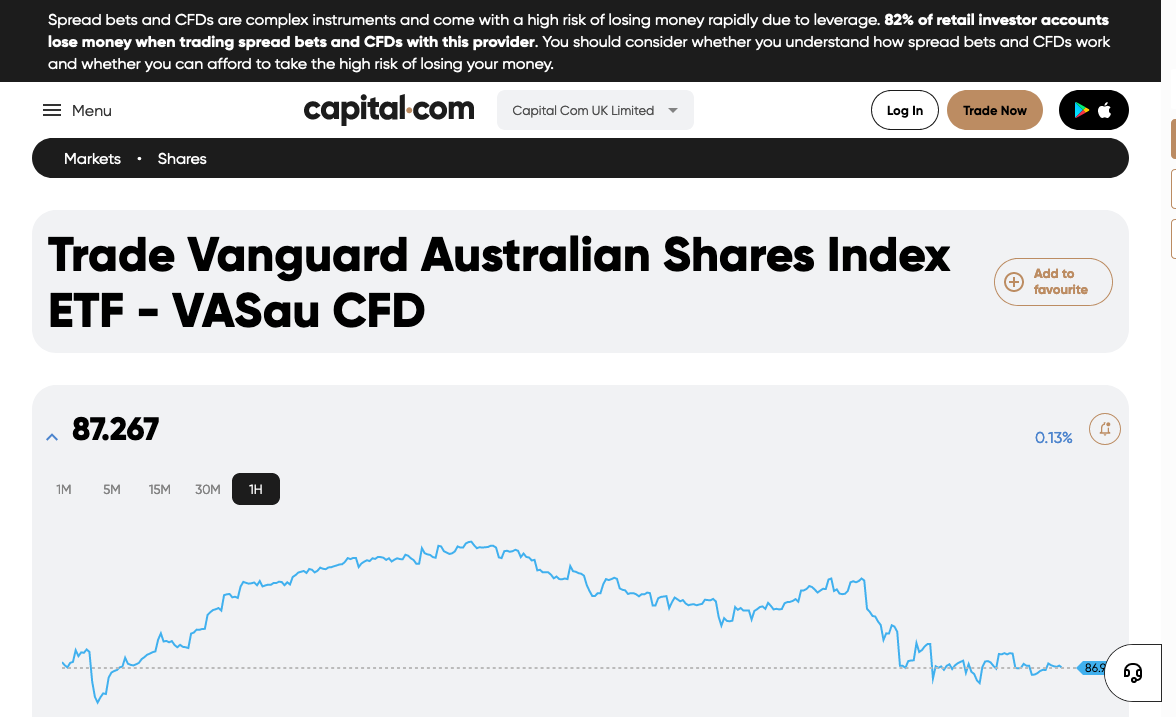 Spread bets and CFDs are complex instruments and come with a high risk of losing money rapidly due to leverage. 82% of retail investor accounts
lose money when trading spread bets and CFDs with this provider. You should consider whether you understand how spread bets and CFDs work
and whether you can afford to take the high risk of losing your money.
Menu
capital.com
Capital Com UK Limited
Log In
Trade Now
Markets • Shares
Trade Vanguard Australian Shares Index
ETF - VASau CFD
Add to
favourite
87.267
0.13%
1M 5M 15M 30M 1H
86.9